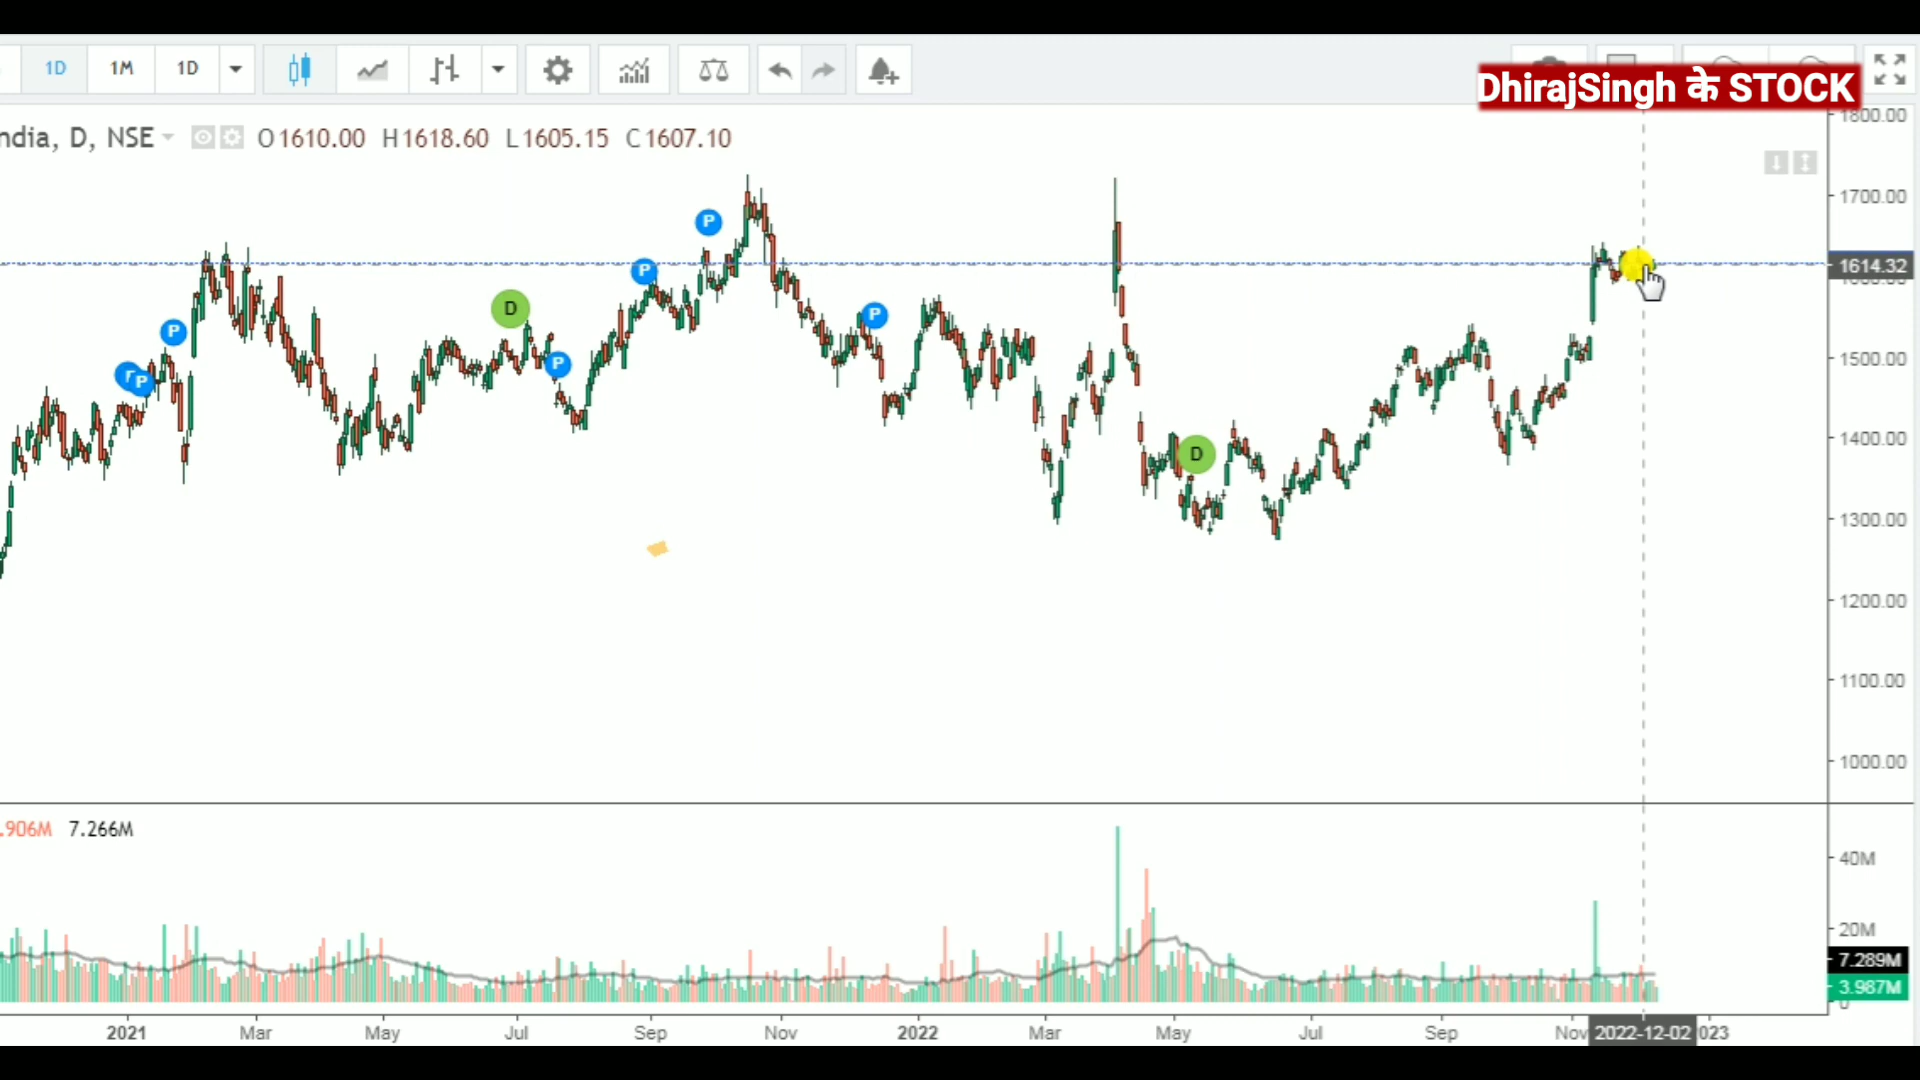 1D 1M 1D
DhirajSingh के STOCK
ndia, D, NSE O1610.00 H1618.60 L1605.15 C1607.10
1800.00
1700.00
1614.32
1500.00
1400.00
1300.00
1200.00
1100.00
1000.00
P
P
P
D
P
P
P
D
.906M 7.266M
40M
20M
7.289M
3.987M
0
2021 Mar May Jul Sep Nov 2022 Mar May Jul Sep Nov 2022-12-02 023